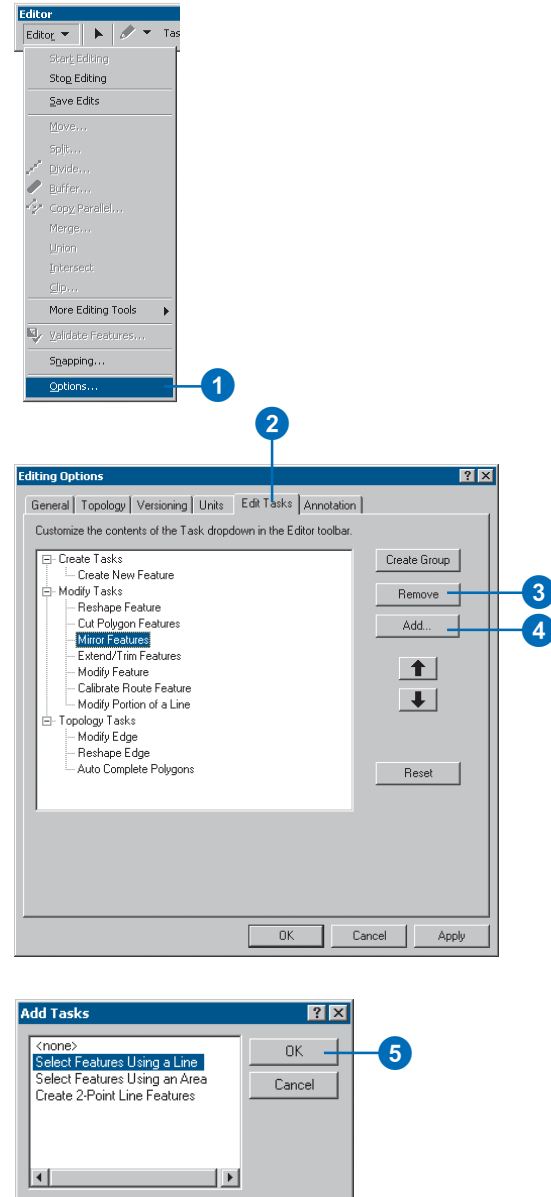 Editor
Editor Tas
Start Editing
Stop Editing
Save Edits
Move...
Split...
Divide...
Buffer...
Copy Parallel...
Merge...
Union
Intersect
Clip...
More Editing Tools
Validate Features...
Snapping...
Options...
1
2
Editing Options
General Topology Versioning Units Edit Tasks Annotation
Customize the contents of the Task dropdown in the Editor toolbar.
Create Tasks
Create New Feature
Modify Tasks
Reshape Feature
Cut Polygon Features
Mirror Features
Extend/Trim Features
Modify Feature
Calibrate Route Feature
Modify Portion of a Line
Topology Tasks
Modify Edge
Reshape Edge
Auto Complete Polygons
Create Group
Remove
3
Add...
4
Reset
OK Cancel Apply
Add Tasks
<none>
Select Features Using a Line
Select Features Using an Area
Create 2-Point Line Features
OK
5
Cancel